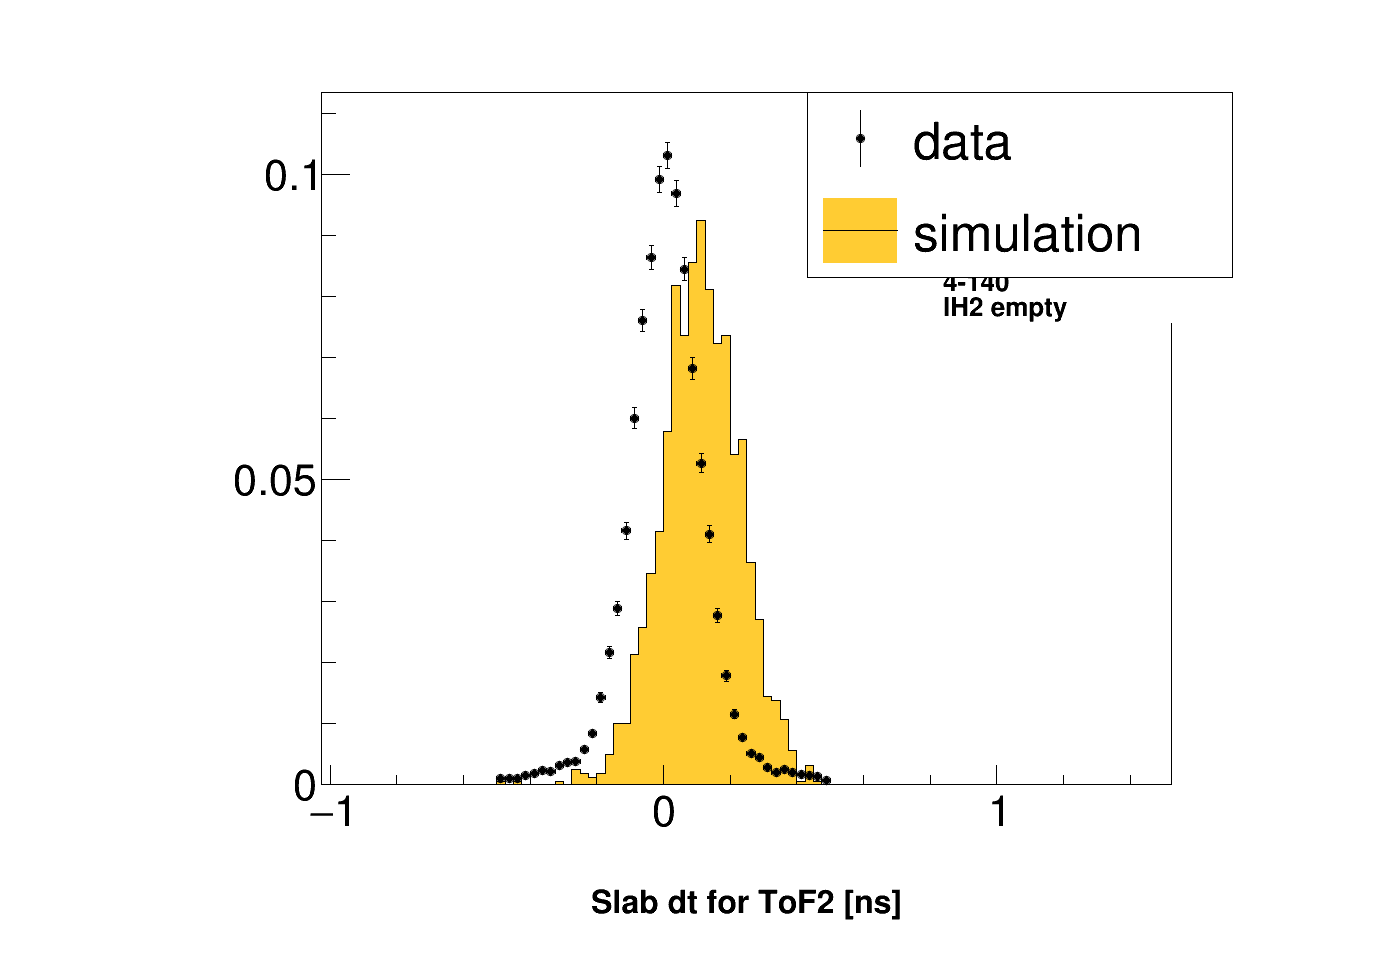 data
simulation
4-140
lH2 empty
0.1
0.05
0
−1
0
1
Slab dt for ToF2 [ns]